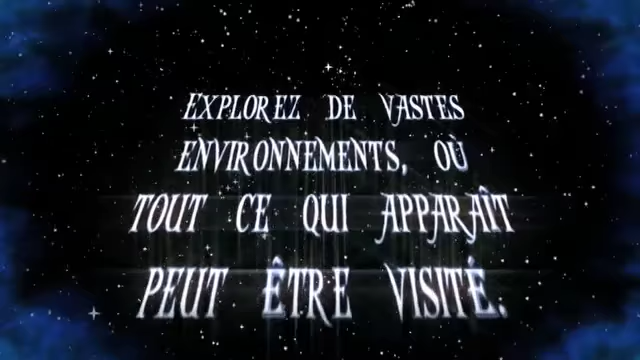 EXPLOREZ DE VASTES
ENVIRONNEMENTS, OÙ
TOUT CE QUI APPARAÎT
PEUT ÊTRE VISITÉ.